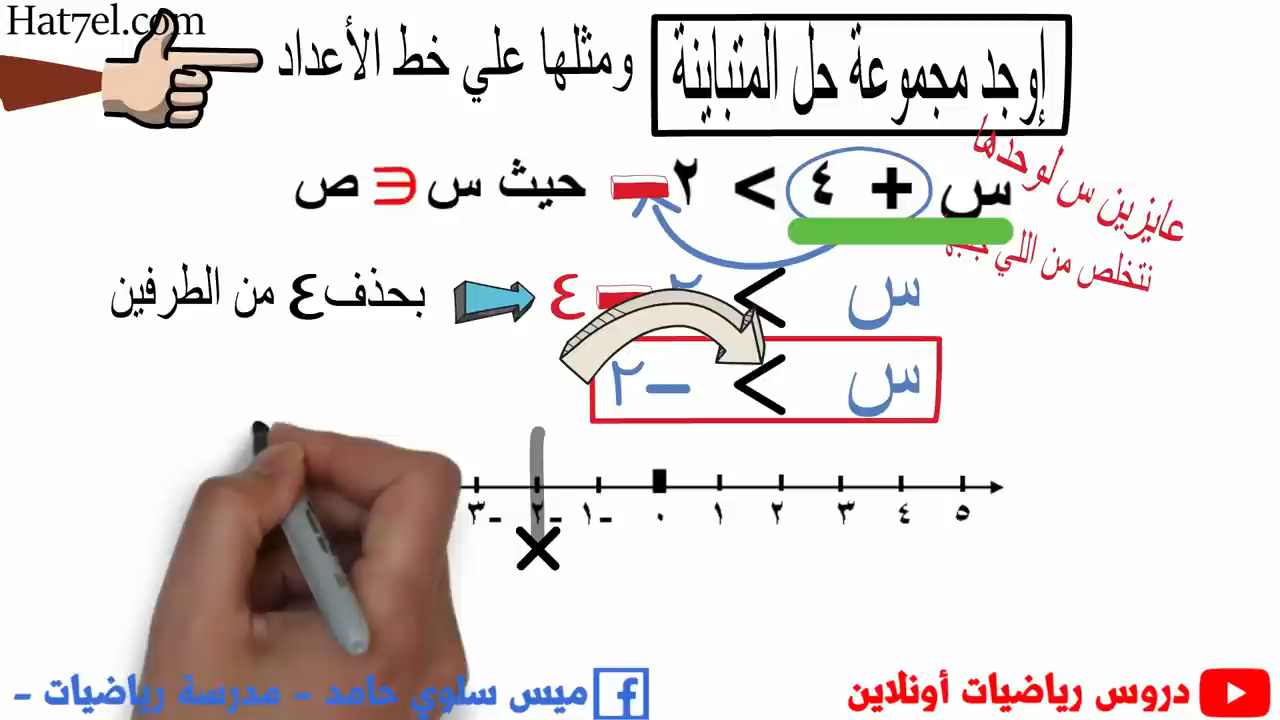 Hat7el.com
إوجد مجموعة حل المتباينة ومثلها علي خط الأعداد
س + ٤ > ٢ حيث س ∈ ص
عايزين س لوحدها
نتخلص من اللي جنبها
س > ٢ - ٤ بحذف ٤ من الطرفين
س > -٢
-٣ -٢ -١ ٠ ١ ٢ ٣ ٤ ٥
دروس رياضيات أونلاين
ميس سلوي حامد - مدرسة رياضيات -